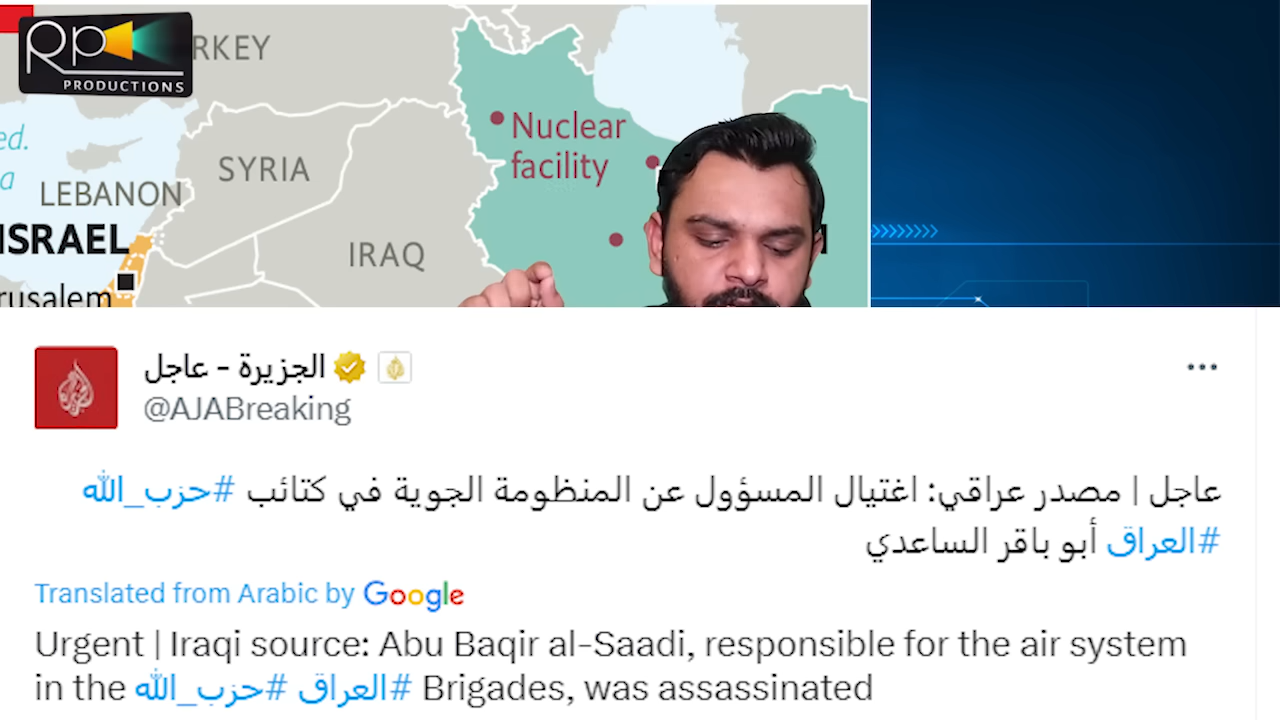 RP
PRODUCTIONS
RKEY
Nuclear
facility
ed.
a
SYRIA
LEBANON
ISRAEL
IRAQ
rusalem
الجزيرة - عاجل
@AJABreaking
عاجل | مصدر عراقي: اغتيال المسؤول عن المنظومة الجوية في كتائب #حزب_الله
#العراق أبو باقر الساعدي
Translated from Arabic by Google
Urgent | Iraqi source: Abu Baqir al-Saadi, responsible for the air system
in the #حزب_الله #العراق Brigades, was assassinated